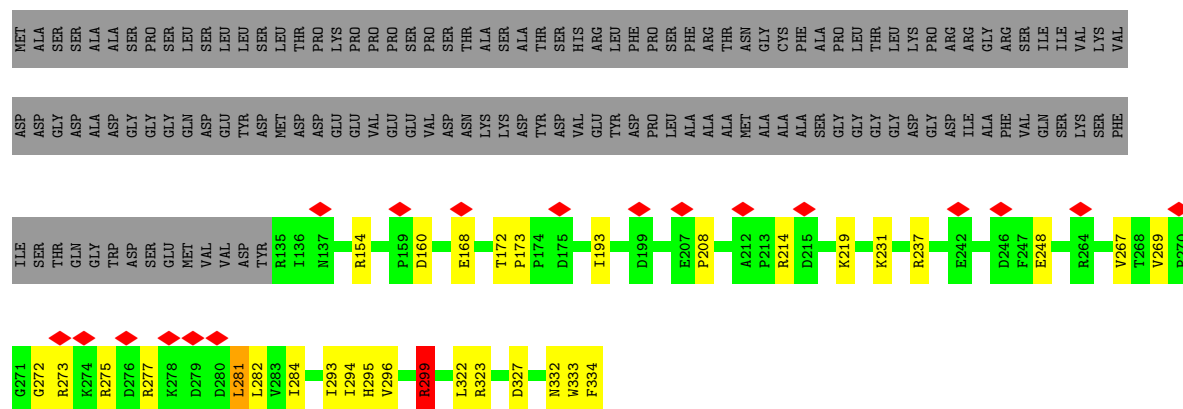 MET ALA SER SER ALA ALA SER PRO SER LEU SER LEU LEU SER LEU THR PRO LYS PRO PRO PRO SER PRO SER THR ALA SER ALA THR SER HIS ARG LEU PHE PRO SER PHE ARG THR ASN GLY CYS PHE ALA PRO LEU THR LEU LYS PRO ARG ARG GLY ARG SER ILE ILE VAL LYS VAL
ASP ASP GLY ASP ALA ASP GLY GLY GLY GLN ASP GLU TYR ASP MET ASP ASP GLU GLU VAL GLU GLU VAL ASP ASN LYS LYS ASP TYR ASP VAL GLU TYR ASP PRO LEU ALA ALA ALA MET ALA ALA ALA SER GLY GLY GLY GLY ASP GLY ASP ILE ALA PHE VAL GLN SER LYS SER PHE
ILE SER THR GLN GLY TRP ASP SER GLU MET VAL VAL ASP TYR R135 I136 N137 R154 P159 D160 E168 T172 P173 P174 D175 I193 D199 E207 P208 A212 P213 R214 D215 K219 K231 R237 E242 D246 F247 E248 R264 V267 T268 V269
G271 G272 R273 K274 R275 D276 R277 K278 D279 D280 L281 L282 V283 I284 I293 I294 H295 V296 R299 L322 R323 D327 N332 W333 F334